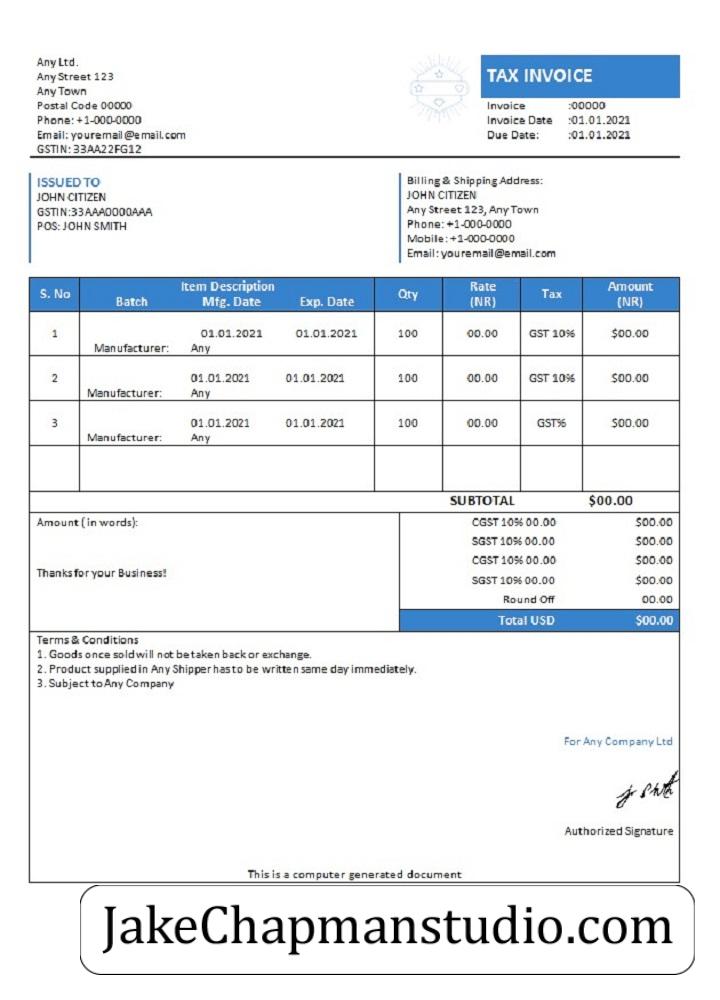 Any Ltd.
Any Street 123
Any Town
Postal Code 00000
Phone: +1-000-0000
Email: youremail@email.com
GSTIN: 33AA22FG12
TAX INVOICE
Invoice :00000
Invoice Date :01.01.2021
Due Date: :01.01.2021
ISSUED TO
JOHN CITIZEN
GSTIN:33AAA0000AAA
POS: JOHN SMITH
Billing & Shipping Address:
JOHN CITIZEN
Any Street 123, Any Town
Phone: +1-000-0000
Mobile: +1-000-0000
Email: youremail@email.com
S. No Item Description Qty Rate (NR) Tax Amount (NR)
Batch Mfg. Date Exp. Date
1 01.01.2021 01.01.2021 100 00.00 GST 10% $00.00
Manufacturer: Any
2 01.01.2021 01.01.2021 100 00.00 GST 10% $00.00
Manufacturer: Any
3 01.01.2021 01.01.2021 100 00.00 GST% $00.00
Manufacturer: Any
SUBTOTAL $00.00
Amount ( in words):
Thanks for your Business!
CGST 10% 00.00 $00.00
SGST 10% 00.00 $00.00
CGST 10% 00.00 $00.00
SGST 10% 00.00 $00.00
Round Off 00.00
Total USD $00.00
Terms & Conditions
1. Goods once sold will not be taken back or exchange.
2. Product supplied in Any Shipper has to be written same day immediately.
3. Subject to Any Company
For Any Company Ltd
Authorized Signature
This is a computer generated document
JakeChapmanstudio.com